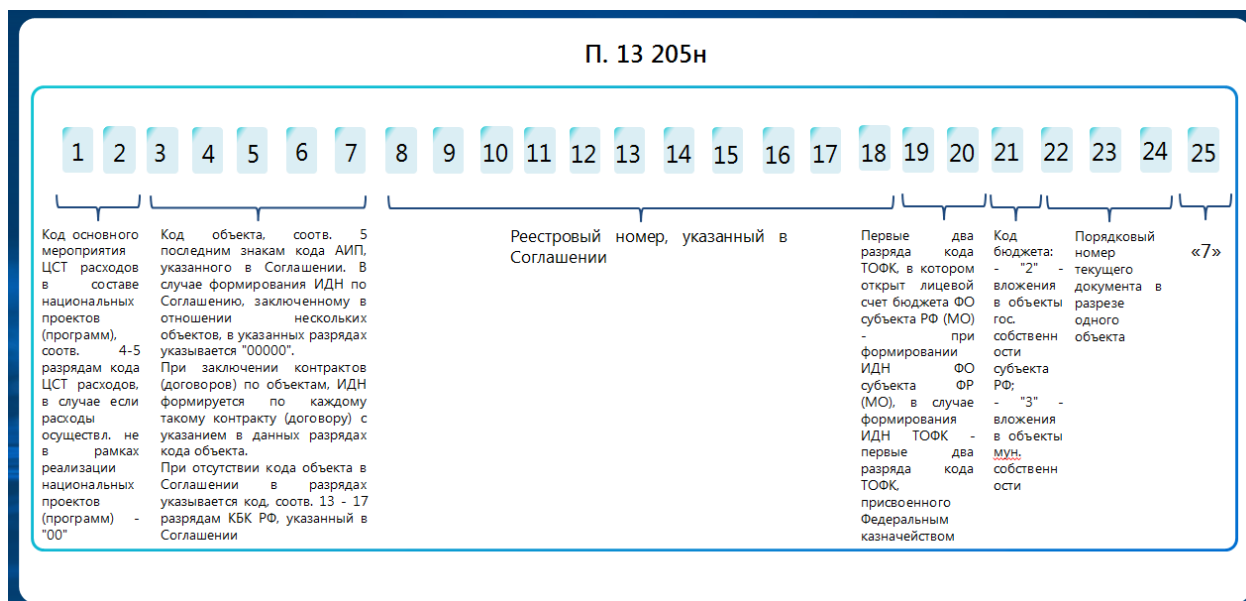 П. 13 205н
1 2 3 4 5 6 7 8 9 10 11 12 13 14 15 16 17 18 19 20 21 22 23 24 25
Код основного
мероприятия
ЦСТ расходов
в составе
национальных
проектов
(программ),
соотв. 4-5
разрядам кода
ЦСТ расходов,
в случае если
расходы
осуществл. не
в рамках
реализации
национальных
проектов
(программ) -
"00"
Код объекта, соотв. 5
последним знакам кода АИП,
указанного в Соглашении. В
случае формирования ИДН по
Соглашению, заключенному в
отношении нескольких
объектов, в указанных разрядах
указывается "00000".
При заключении контрактов
(договоров) по объектам, ИДН
формируется по каждому
такому контракту (договору) с
указанием в данных разрядах
кода объекта.
При отсутствии кода объекта в
Соглашении в разрядах
указывается код, соотв. 13 - 17
разрядам КБК РФ, указанный в
Соглашении
Реестровый номер, указанный в
Соглашении
Первые два
разряда кода
ТОФК, в котором
открыт лицевой
счет бюджета ФО
субъекта РФ (МО)
- при
формировании
ИДН ФО
субъекта ФР
(МО), в случае
формирования
ИДН ТОФК -
первые два
разряда кода
ТОФК,
присвоенного
Федеральным
казначейством
Код
бюджета:
- "2" -
вложения
в объекты
гос.
собственн
ости
субъекта
РФ;
- "3" -
вложения
в объекты
мун.
собственн
ости
Порядковый
номер
текущего
документа в
разрезе
одного
объекта
«7»